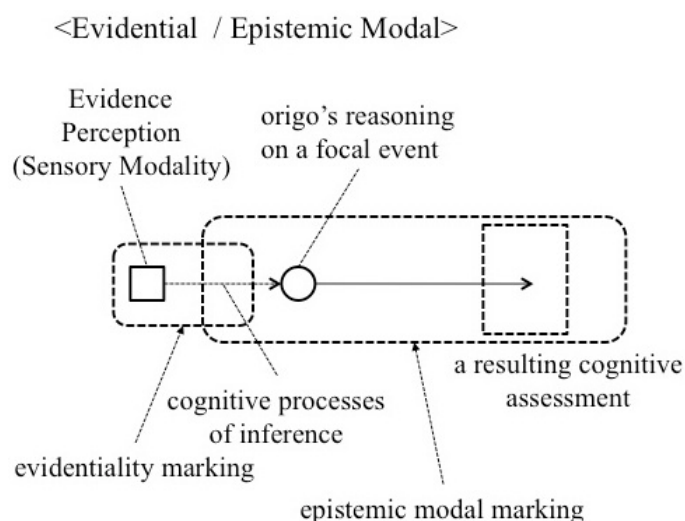 <Evidential / Epistemic Modal>
Evidence
Perception
(Sensory Modality)
origo's reasoning
on a focal event
a resulting cognitive
assessment
cognitive processes
of inference
evidentiality marking
epistemic modal marking